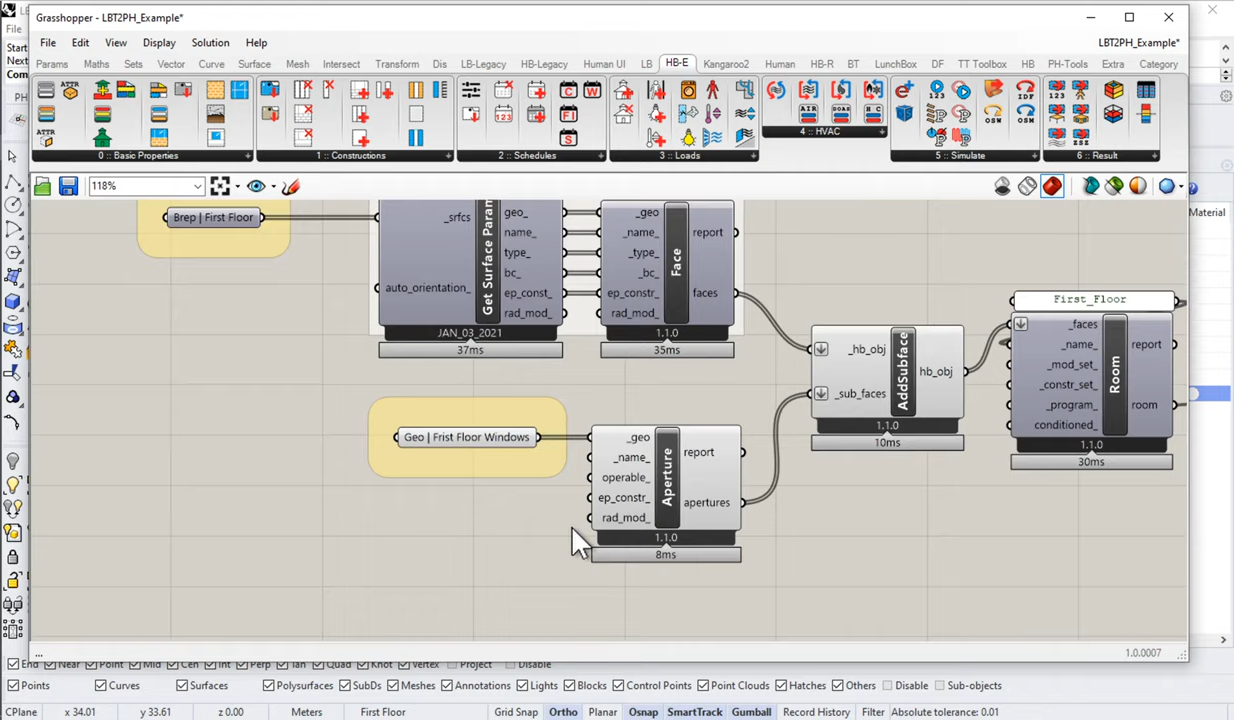 Grasshopper - LBT2PH_Example*
File Edit View Display Solution Help
LBT2PH_Example*
Params Maths Sets Vector Curve Surface Mesh Intersect Transform Dis LB-Legacy HB-Legacy Human UI LB HB-E Kangaroo2 Human HB-R BT LunchBox DF TT Toolbox HB PH-Tools Extra Category
0 :: Basic Properties
1 :: Constructions
2 :: Schedules
3 :: Loads
4 :: HVAC
5 :: Simulate
6 :: Result
118%
File
Start
Next
Com
PH
Material
Brep | First Floor
_srfcs
auto_orientation_
Get Surface Param
geo_
name_
type_
bc_
ep_const_
rad_mod_
JAN_03_2021
37ms
_geo
_name_
_type_
_bc_
ep_constr_
rad_mod_
Face
report
faces
1.1.0
35ms
_hb_obj
_sub_faces
AddSubface
hb_obj
1.1.0
10ms
First_Floor
_faces
_name_
_mod_set_
_constr_set_
_program_
conditioned_
Room
report
room
1.1.0
30ms
Geo | Frist Floor Windows
_geo
_name_
operable_
ep_constr_
rad_mod_
Aperture
report
apertures
1.1.0
8ms
...
1.0.0007
End Near Point Mid Cen Int Perp Tan Quad Knot Vertex Project Disable
Points Curves Surfaces Polysurfaces SubDs Meshes Annotations Lights Blocks Control Points Point Clouds Hatches Others Disable Sub-objects
CPlane x 34.01 y 33.61 z 0.00 Meters First Floor Grid Snap Ortho Planar Osnap SmartTrack Gumball Record History Filter Absolute tolerance: 0.01